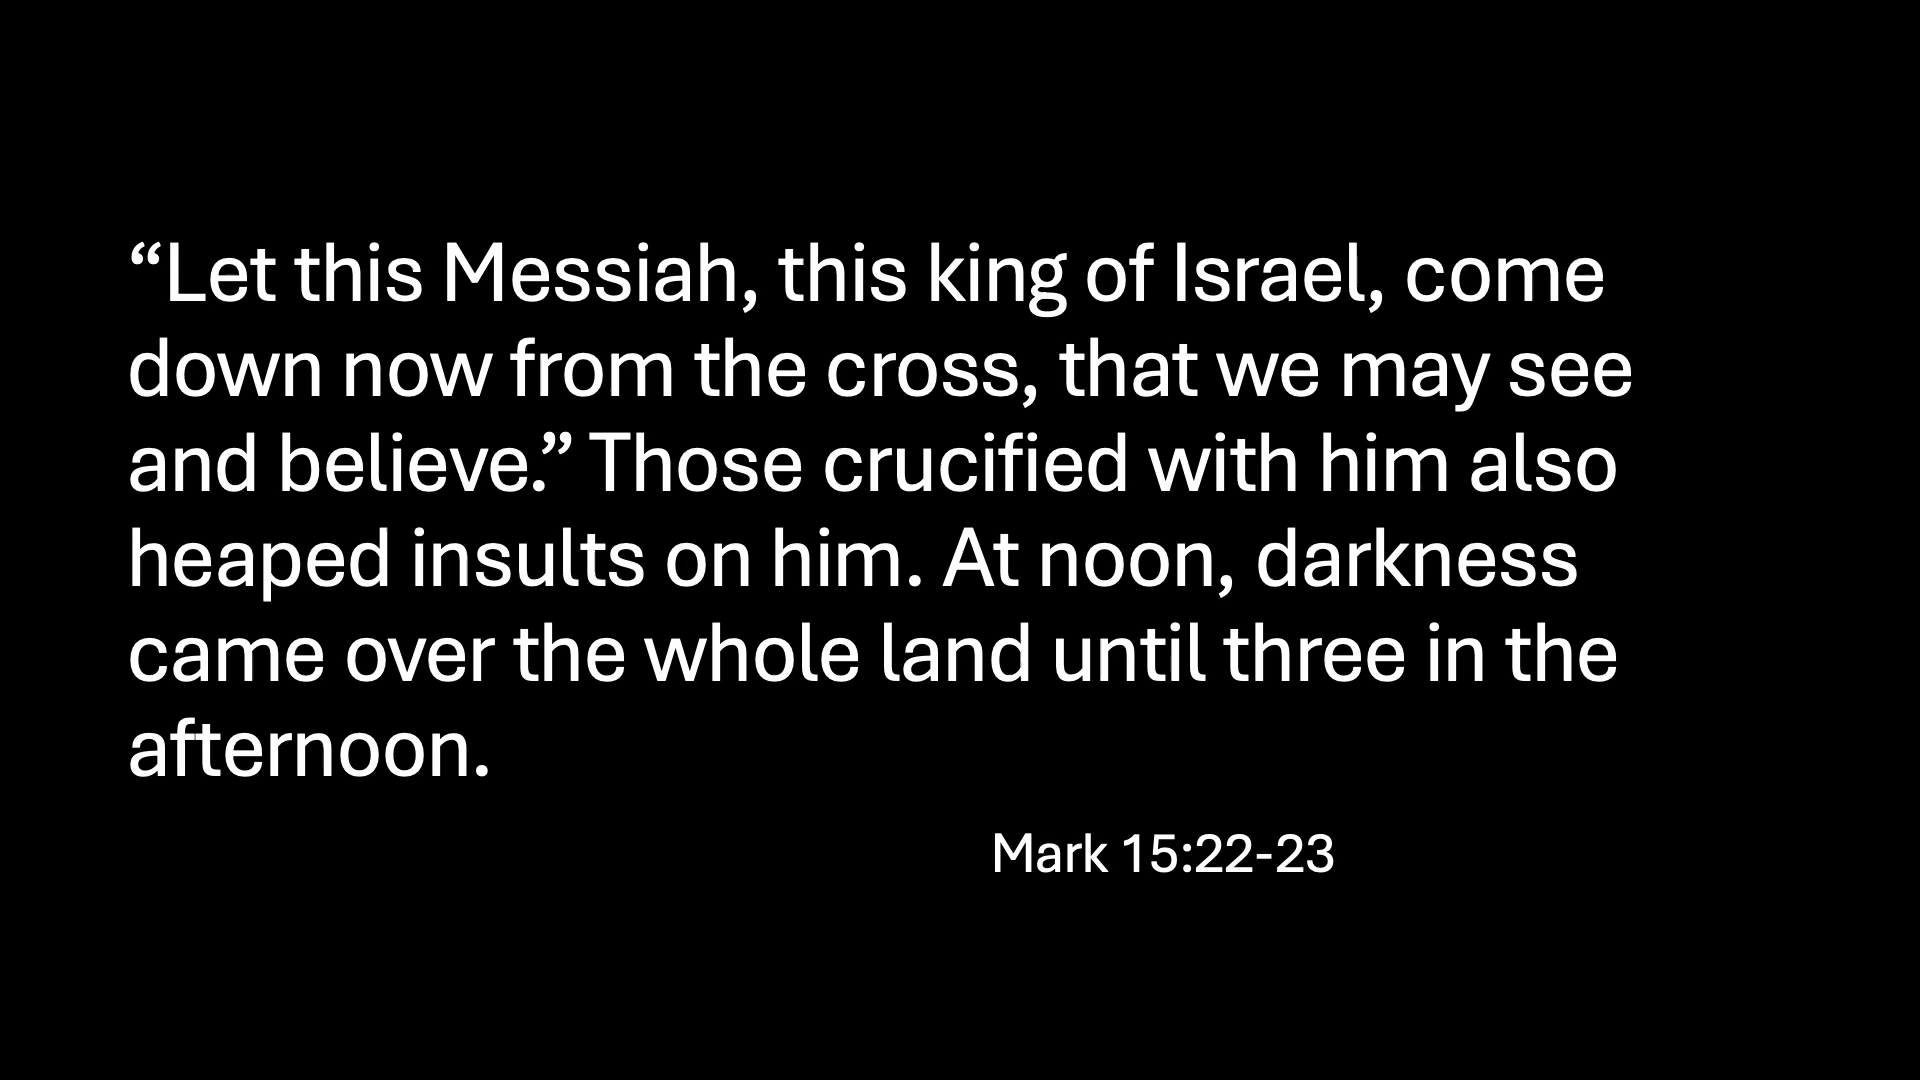 “Let this Messiah, this king of Israel, come
down now from the cross, that we may see
and believe.” Those crucified with him also
heaped insults on him. At noon, darkness
came over the whole land until three in the
afternoon.
Mark 15:22-23